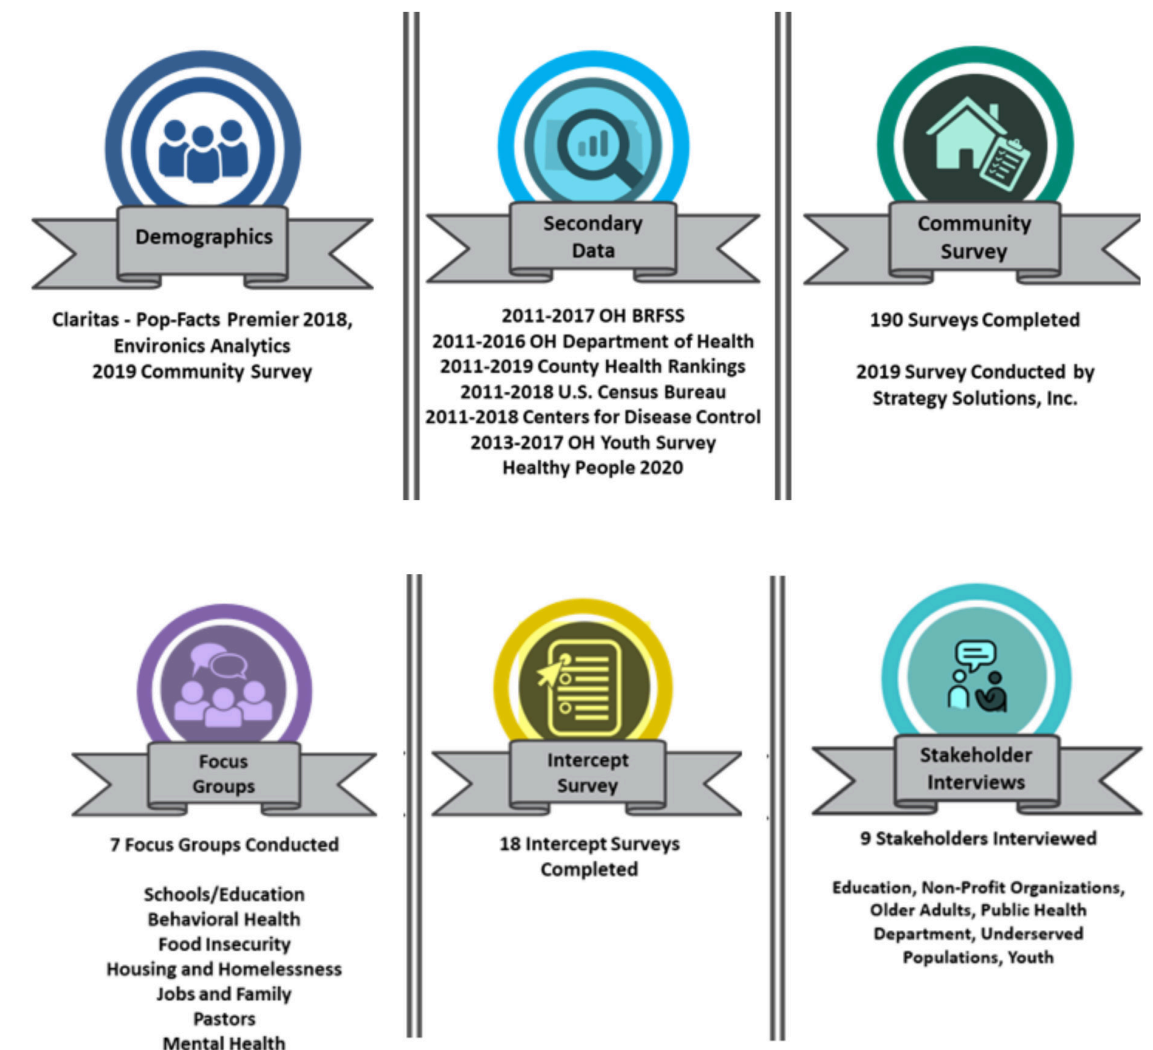 Demographics
Claritas - Pop-Facts Premier 2018,
Environics Analytics
2019 Community Survey
Secondary
Data
2011-2017 OH BRFSS
2011-2016 OH Department of Health
2011-2019 County Health Rankings
2011-2018 U.S. Census Bureau
2011-2018 Centers for Disease Control
2013-2017 OH Youth Survey
Healthy People 2020
Community
Survey
190 Surveys Completed
2019 Survey Conducted by
Strategy Solutions, Inc.
Focus
Groups
7 Focus Groups Conducted
Schools/Education
Behavioral Health
Food Insecurity
Housing and Homelessness
Jobs and Family
Pastors
Mental Health
Intercept
Survey
18 Intercept Surveys
Completed
Stakeholder
Interviews
9 Stakeholders Interviewed
Education, Non-Profit Organizations,
Older Adults, Public Health
Department, Underserved
Populations, Youth